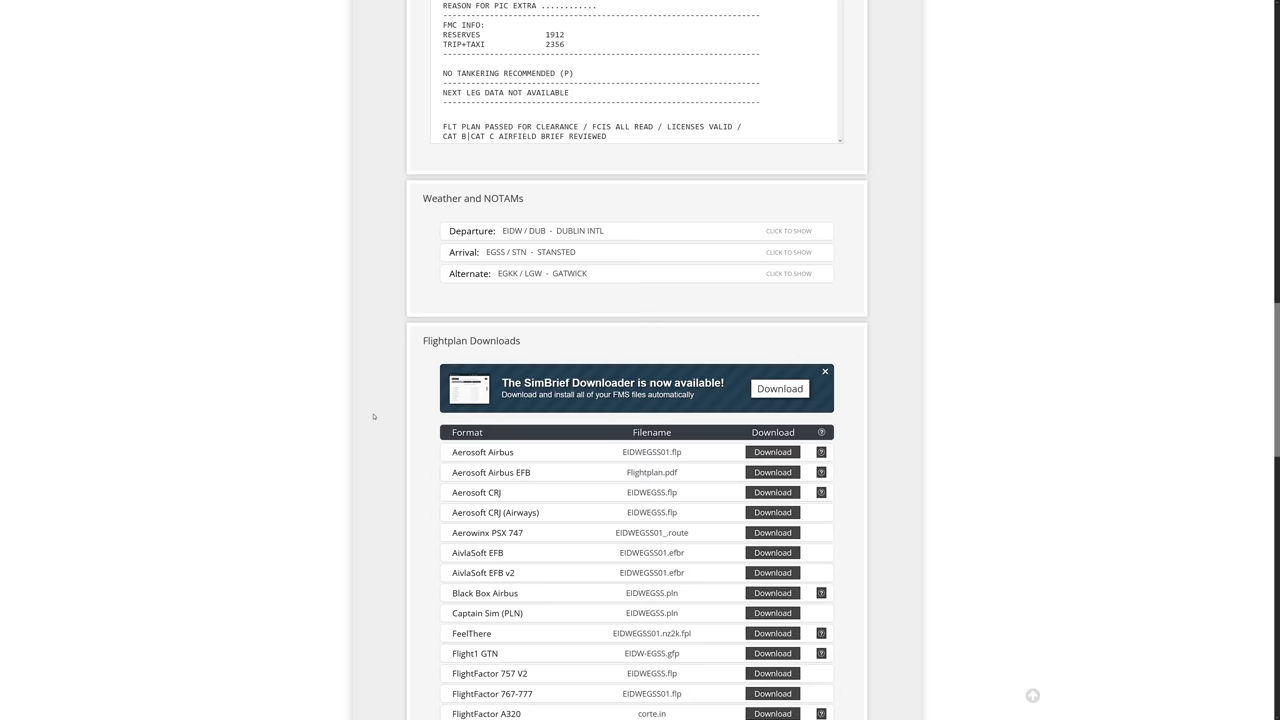 REASON FOR PIC EXTRA ............
--------------------------------------------------------------------
FMC INFO:
RESERVES 1912
TRIP+TAXI 2356
--------------------------------------------------------------------
NO TANKERING RECOMMENDED (P)
--------------------------------------------------------------------
NEXT LEG DATA NOT AVAILABLE
--------------------------------------------------------------------
FLT PLAN PASSED FOR CLEARANCE / FCIS ALL READ / LICENSES VALID /
CAT B|CAT C AIRFIELD BRIEF REVIEWED
Weather and NOTAMs
Departure: EIDW / DUB - DUBLIN INTL CLICK TO SHOW
Arrival: EGSS / STN - STANSTED CLICK TO SHOW
Alternate: EGKK / LGW - GATWICK CLICK TO SHOW
Flightplan Downloads
The SimBrief Downloader is now available!
Download and install all of your FMS files automatically
Download
Format Filename Download
Aerosoft Airbus EIDWEGSS01.flp Download
Aerosoft Airbus EFB Flightplan.pdf Download
Aerosoft CRJ EIDWEGSS.flp Download
Aerosoft CRJ (Airways) EIDWEGSS.flp Download
Aerowinx PSX 747 EIDWEGSS01_.route Download
AivlaSoft EFB EIDWEGSS01.efbr Download
AivlaSoft EFB v2 EIDWEGSS01.efbr Download
Black Box Airbus EIDWEGSS.pln Download
Captain Sim (PLN) EIDWEGSS.pln Download
FeelThere EIDWEGSS01.nz2k.fpl Download
Flight1 GTN EIDW-EGSS.gfp Download
FlightFactor 757 V2 EIDWEGSS.flp Download
FlightFactor 767-777 EIDWEGSS01.flp Download
FlightFactor A320 corte.in Download